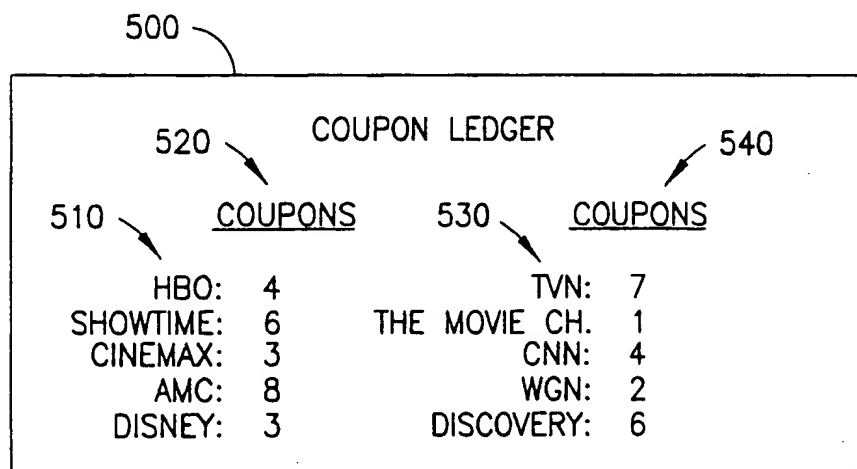 500
COUPON LEDGER
520
540
510
COUPONS
530
COUPONS
HBO: 4
TVN: 7
SHOWTIME: 6
THE MOVIE CH. 1
CINEMAX: 3
CNN: 4
AMC: 8
WGN: 2
DISNEY: 3
DISCOVERY: 6